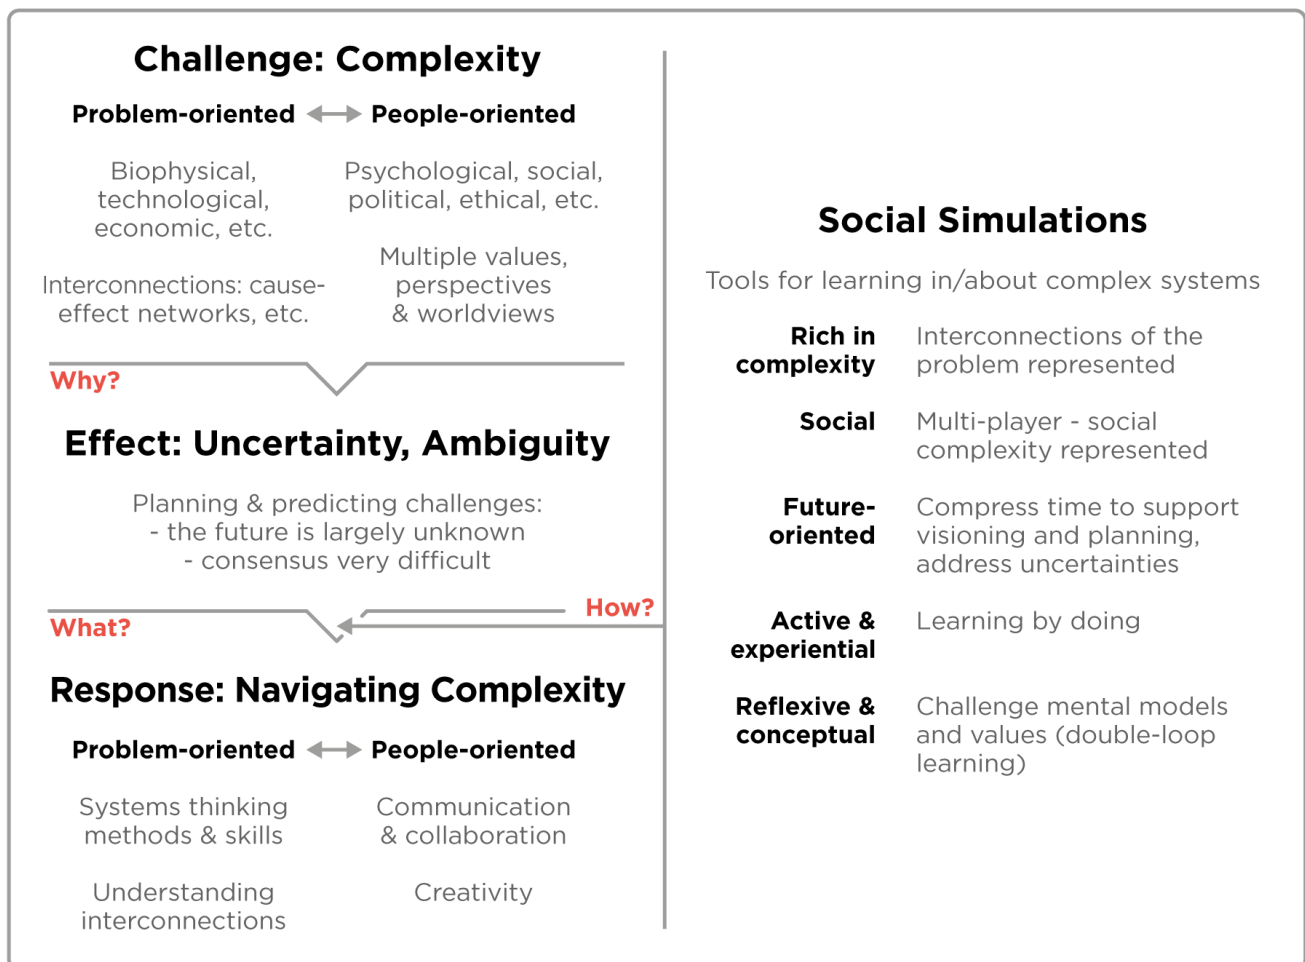 Challenge: Complexity
Problem-oriented
People-oriented
Biophysical,
technological,
economic, etc.
Interconnections: cause-
effect networks, etc.
Psychological, social,
political, ethical, etc.
Multiple values,
perspectives
& worldviews
Why?
Effect: Uncertainty, Ambiguity
Planning & predicting challenges:
- the future is largely unknown
- consensus very difficult
What?
How?
Response: Navigating Complexity
Problem-oriented
People-oriented
Systems thinking
methods & skills
Understanding
interconnections
Communication
& collaboration
Creativity
Social Simulations
Tools for learning in/about complex systems
Rich in
complexity
Interconnections of the
problem represented
Social
Multi-player - social
complexity represented
Future-
oriented
Compress time to support
visioning and planning,
address uncertainties
Active &
experiential
Learning by doing
Reflexive &
conceptual
Challenge mental models
and values (double-loop
learning)